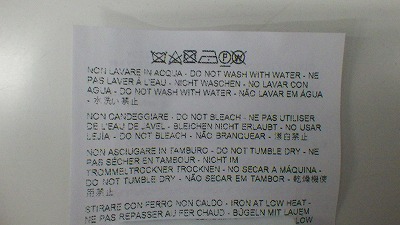 NON LAVARE IN ACQUA - DO NOT WASH WITH WATER - NE
PAS LAVER À L'EAU - NICHT WASCHEN - NO LAVAR CON
AGUA - DO NOT WASH WITH WATER - NÃO LAVAR EM ÁGUA
- 水洗い禁止
NON CANDEGGIARE - DO NOT BLEACH - NE PAS UTILISER
DE L'EAU DE JAVEL - BLEICHEN NICHT ERLAUBT - NO USAR
LEJIA - DO NOT BLEACH - NÃO BRANQUEAR - 漂白禁止
NON ASCIUGARE IN TAMBURO - DO NOT TUMBLE DRY - NE
PAS SÉCHER EN TAMBOUR - NICHT IM
TROMMELTROCKNER TROCKNEN - NO SECAR A MÁQUINA -
DO NOT TUMBLE DRY - NÃO SECAR EM TAMBOR - 乾燥機使
用禁止
STIRARE CON FERRO NON CALDO - IRON AT LOW HEAT -
NE PAS REPASSER AU FER CHAUD - BÜGELN MIT LAUEM
LOW